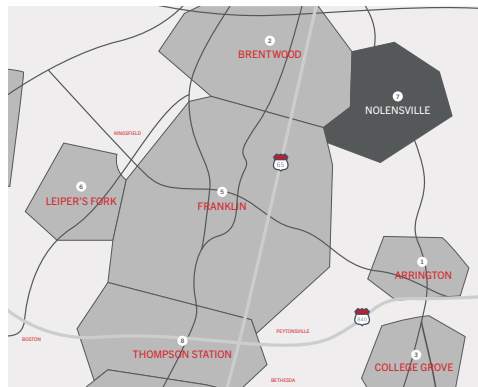 2
BRENTWOOD
7
NOLENSVILLE
KINGSFIELD
65
6
LEIPER'S FORK
5
FRANKLIN
1
ARRINGTON
840
BOSTON
8
THOMPSON STATION
PEYTONSVILLE
3
COLLEGE GROVE
BETHESDA